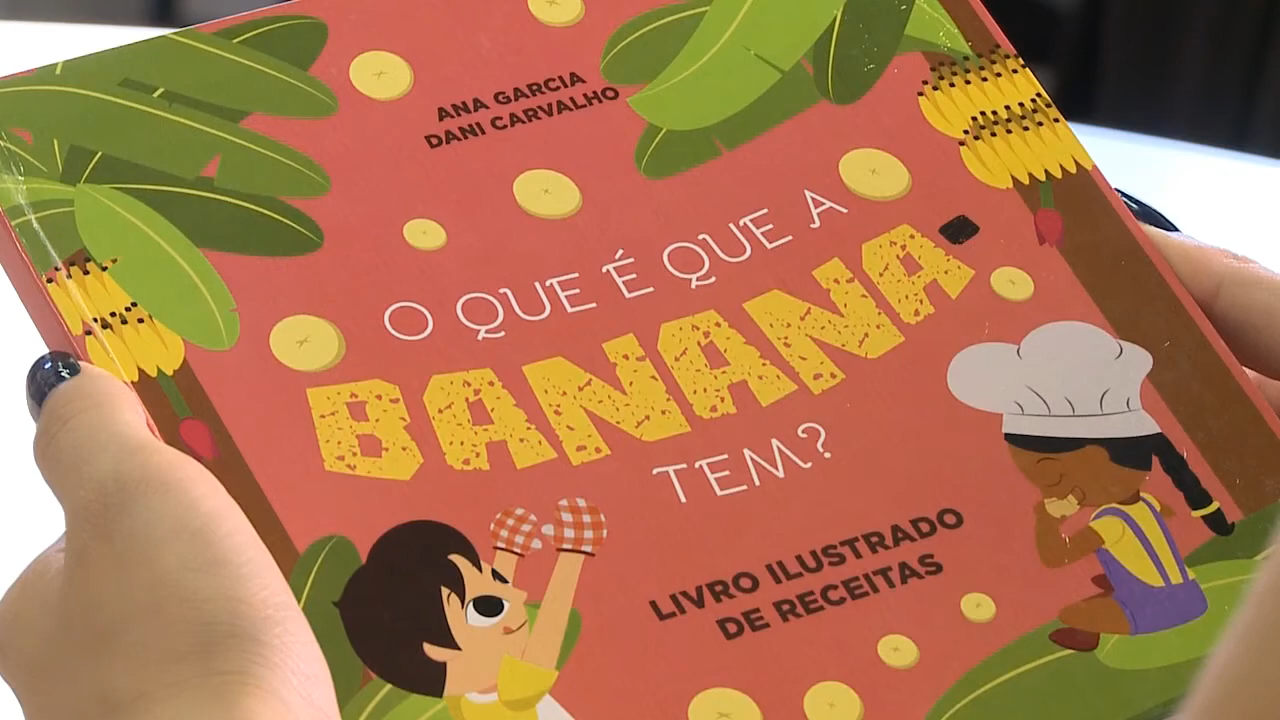 ANA GARCIA
DANI CARVALHO
O QUE É QUE A
BANANA
TEM?
LIVRO ILUSTRADO
DE RECEITAS